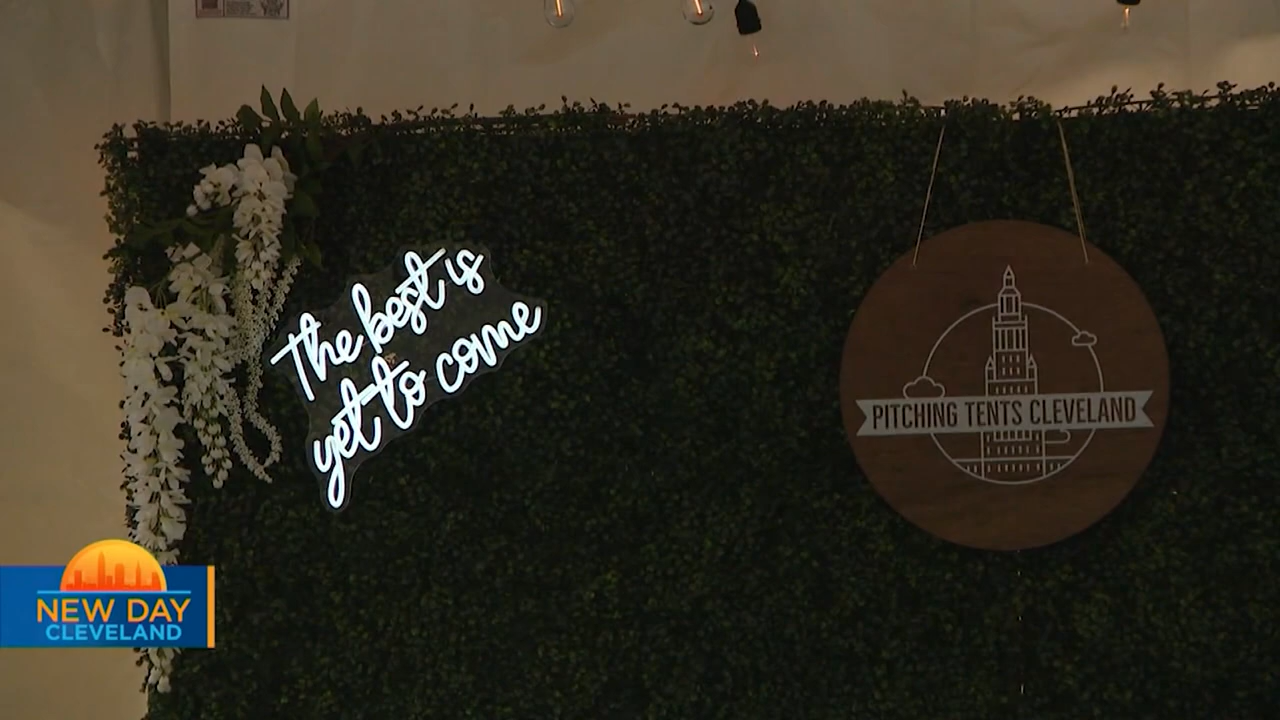 The best is
yet to come
PITCHING TENTS CLEVELAND
NEW DAY
CLEVELAND